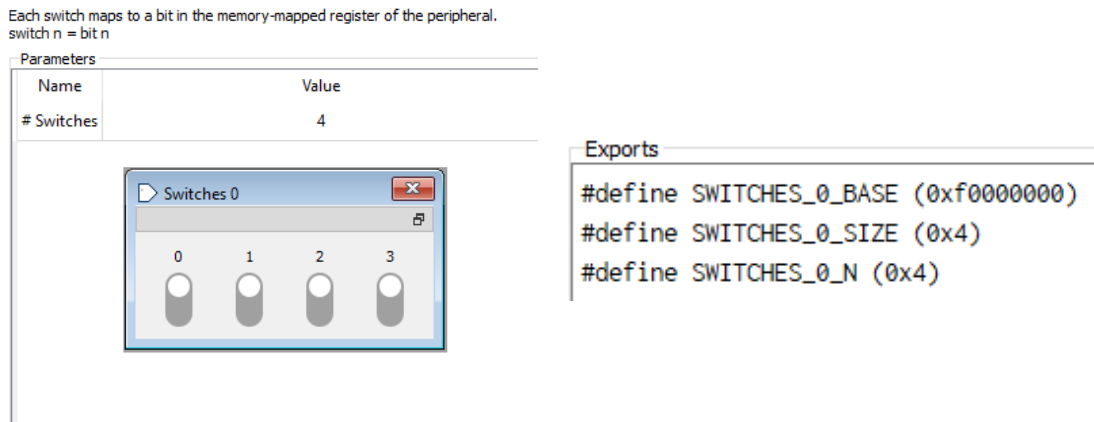 Each switch maps to a bit in the memory-mapped register of the peripheral.
switch n = bit n
Parameters
Name Value
# Switches 4
Switches 0
0 1 2 3
Exports
#define SWITCHES_0_BASE (0xf0000000)
#define SWITCHES_0_SIZE (0x4)
#define SWITCHES_0_N (0x4)